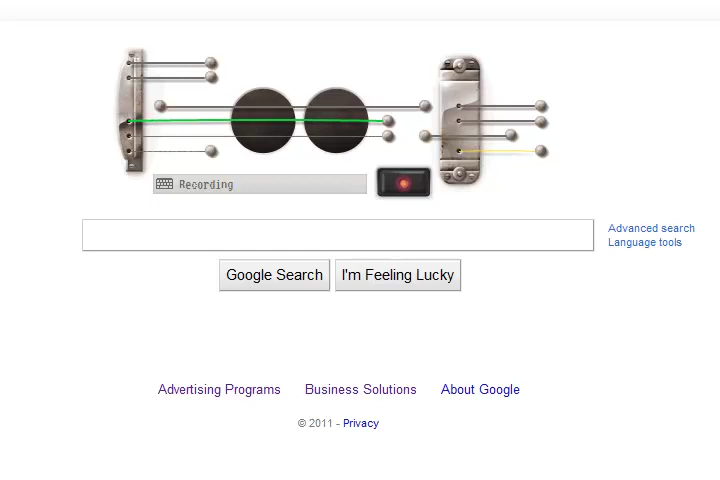 Recording
Advanced search
Language tools
Google Search
I'm Feeling Lucky
Advertising Programs
Business Solutions
About Google
© 2011 - Privacy